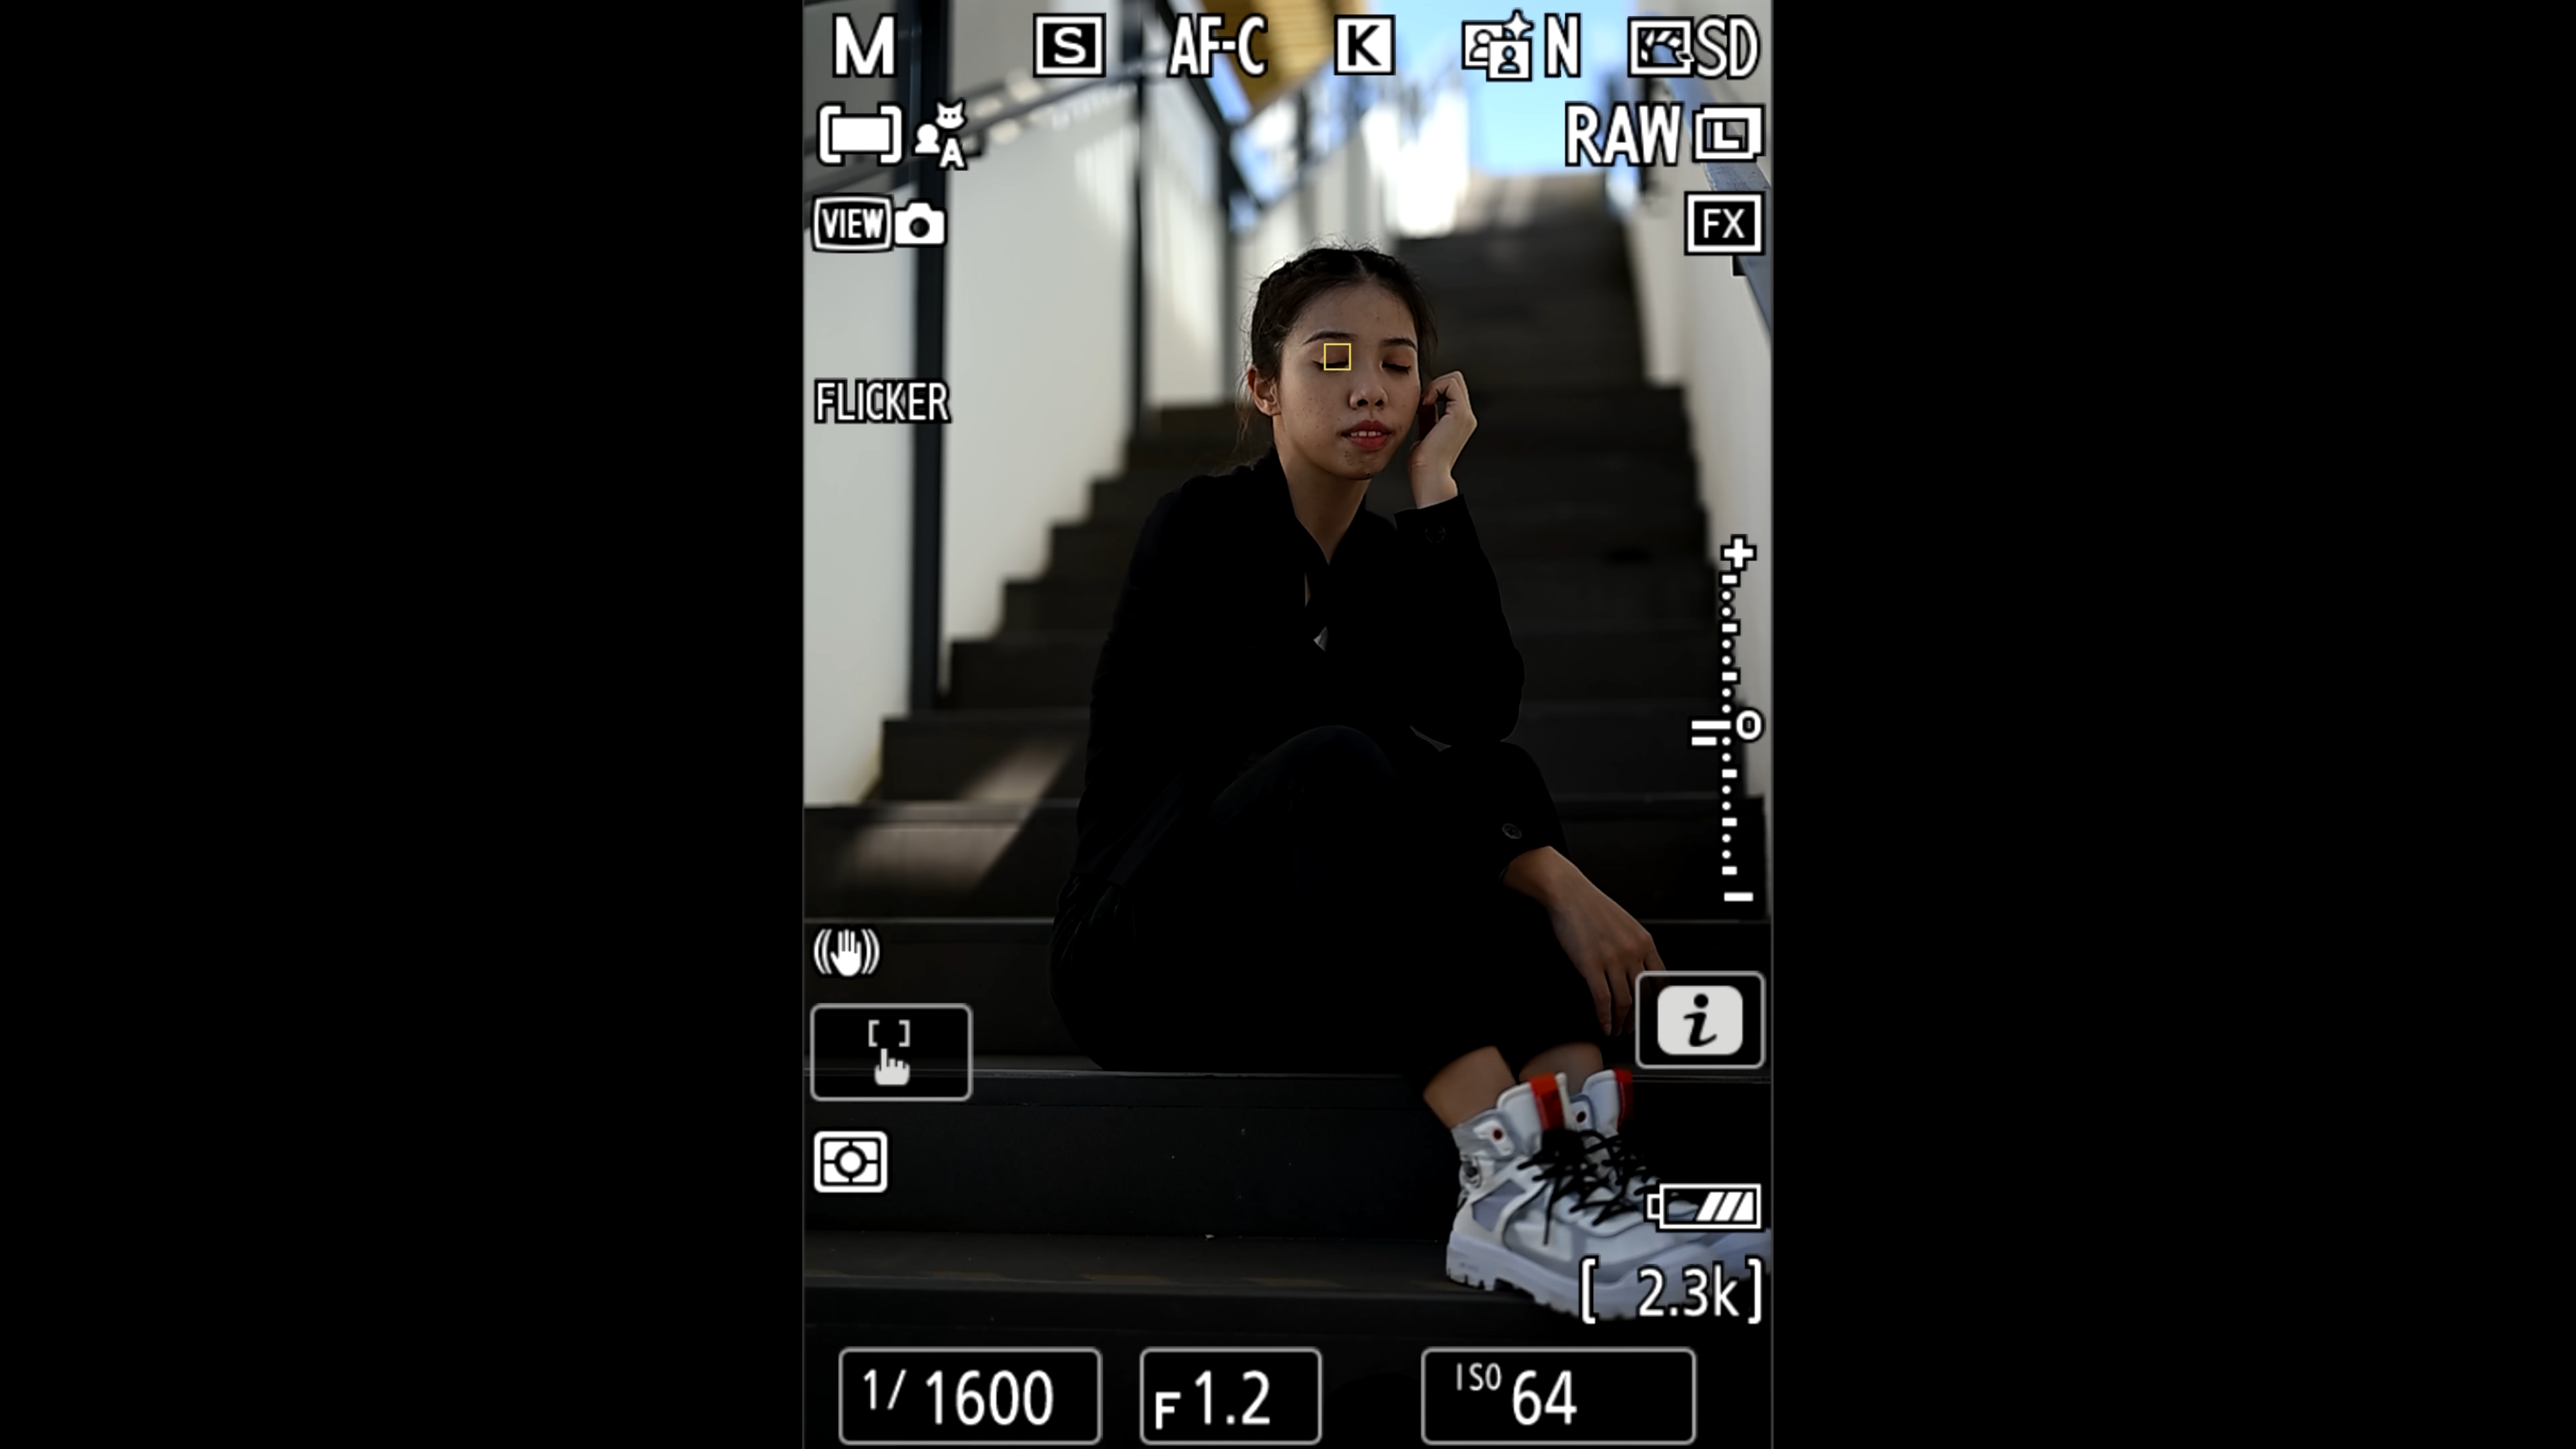 M S AF-C K N SD
A RAW L
VIEW FX
FLICKER
+
0
-
i
[ 2.3k]
1/1600 F1.2 ISO 64